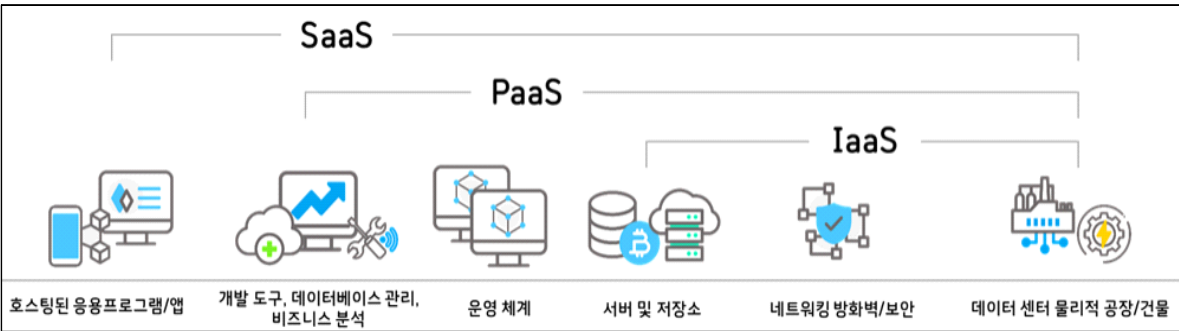 SaaS
PaaS
IaaS
호스팅된 응용프로그램/앱
개발 도구, 데이터베이스 관리,
비즈니스 분석
운영 체계
서버 및 저장소
네트워킹 방화벽/보안
데이터 센터 물리적 공장/건물